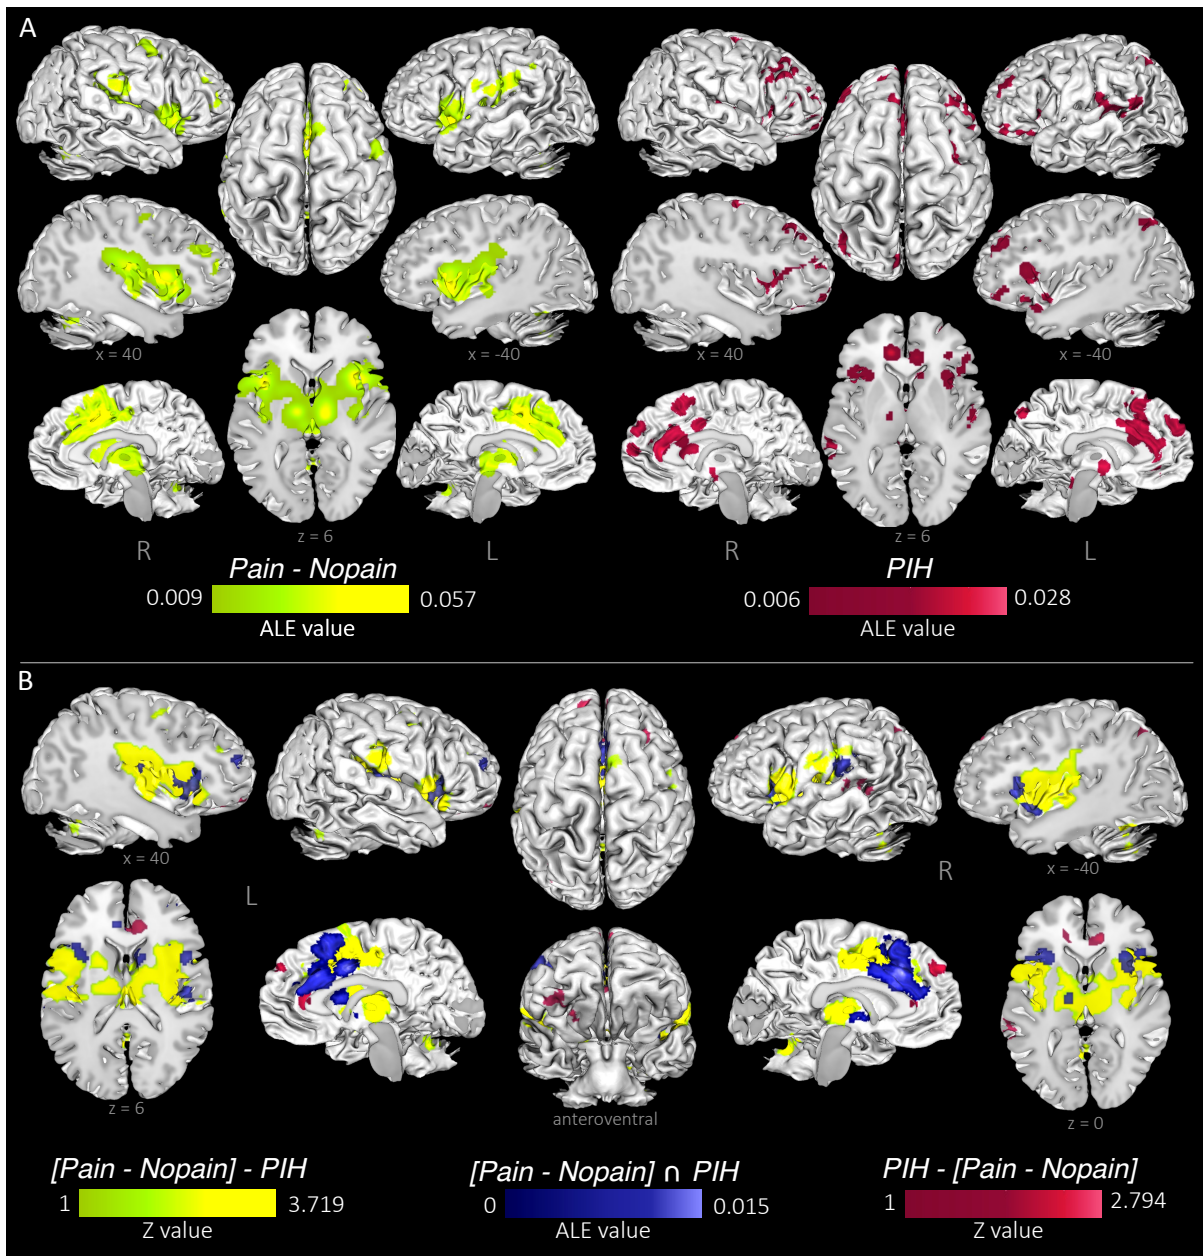 A
x = 40
x = -40
x = 40
x = -40
z = 6
z = 6
R
L
R
L
Pain - Nopain
0.009
0.057
ALE value
PIH
0.006
0.028
ALE value
B
x = 40
L
R
x = -40
z = 6
anteroventral
z = 0
[Pain - Nopain] - PIH
1
3.719
Z value
[Pain - Nopain] ∩ PIH
0
0.015
ALE value
PIH - [Pain - Nopain]
1
2.794
Z value